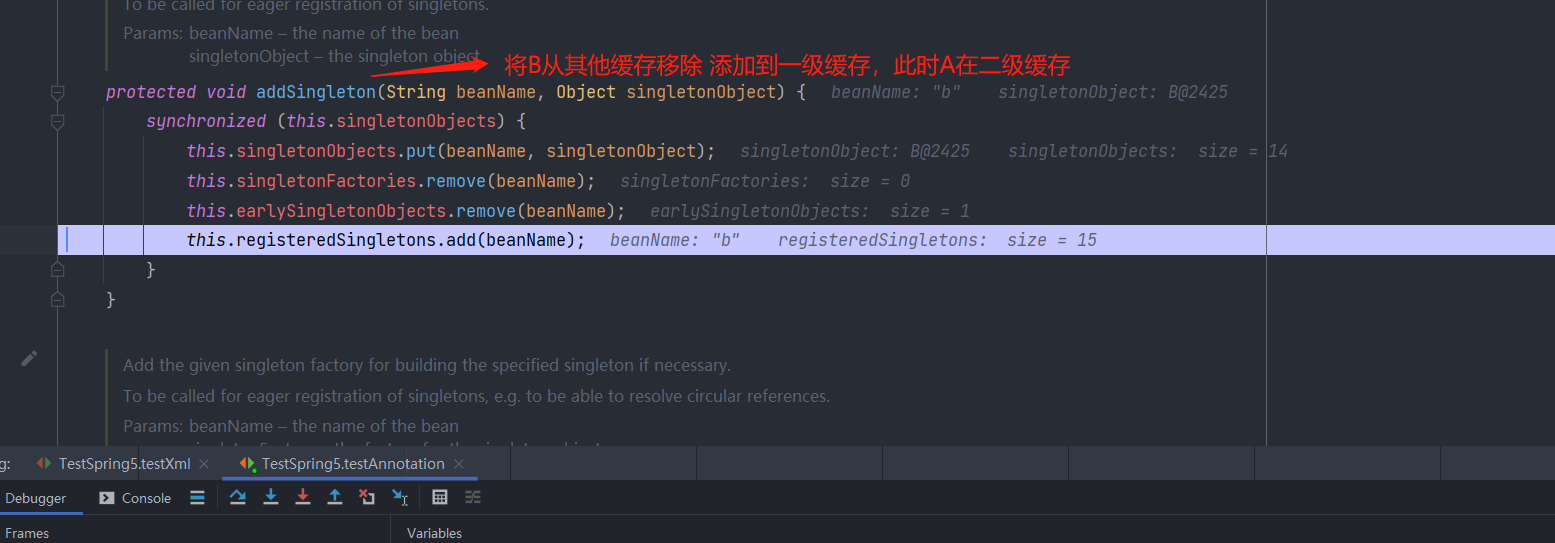 To be called for eager registration of singletons.
Params: beanName – the name of the bean
singletonObject – the singleton object
将B从其他缓存移除 添加到一级缓存，此时A在二级缓存
protected void addSingleton(String beanName, Object singletonObject) { beanName: "b" singletonObject: B@2425
synchronized (this.singletonObjects) {
this.singletonObjects.put(beanName, singletonObject); singletonObject: B@2425 singletonObjects: size = 14
this.singletonFactories.remove(beanName); singletonFactories: size = 0
this.earlySingletonObjects.remove(beanName); earlySingletonObjects: size = 1
this.registeredSingletons.add(beanName); beanName: "b" registeredSingletons: size = 15
}
}
Add the given singleton factory for building the specified singleton if necessary.
To be called for eager registration of singletons, e.g. to be able to resolve circular references.
Params: beanName – the name of the bean
g: TestSpring5.testXml TestSpring5.testAnnotation
Debugger Console
Frames Variables